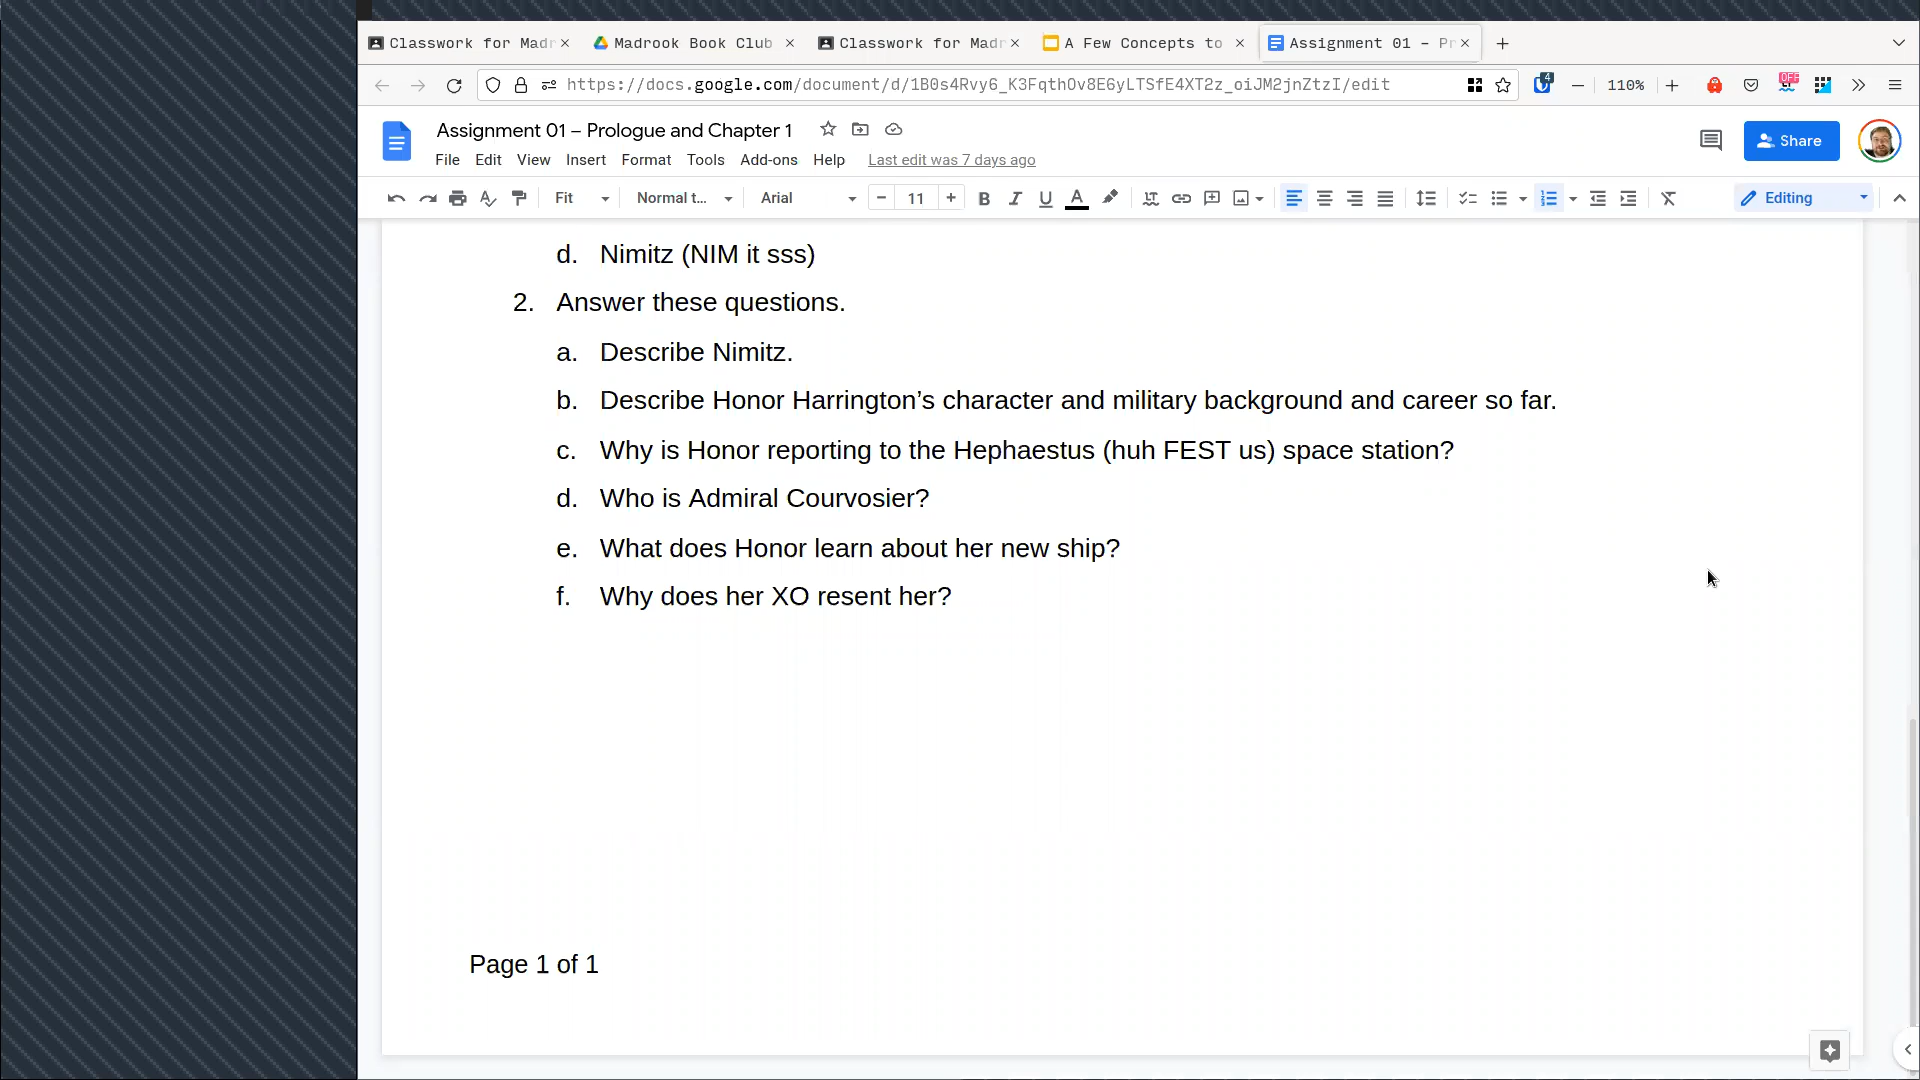 Classwork for Madr
Madrook Book Club
Classwork for Madr
A Few Concepts to
Assignment 01 – Pr
https://docs.google.com/document/d/1B0s4Rvy6_K3FqthOv8E6yLTSfE4XT2z_oiJM2jnZtzI/edit
4
110%
OFF
Assignment 01 – Prologue and Chapter 1
Share
File Edit View Insert Format Tools Add-ons Help Last edit was 7 days ago
Fit
Normal t...
Arial
11
Editing
d. Nimitz (NIM it sss)
2. Answer these questions.
a. Describe Nimitz.
b. Describe Honor Harrington’s character and military background and career so far.
c. Why is Honor reporting to the Hephaestus (huh FEST us) space station?
d. Who is Admiral Courvosier?
e. What does Honor learn about her new ship?
f. Why does her XO resent her?
Page 1 of 1